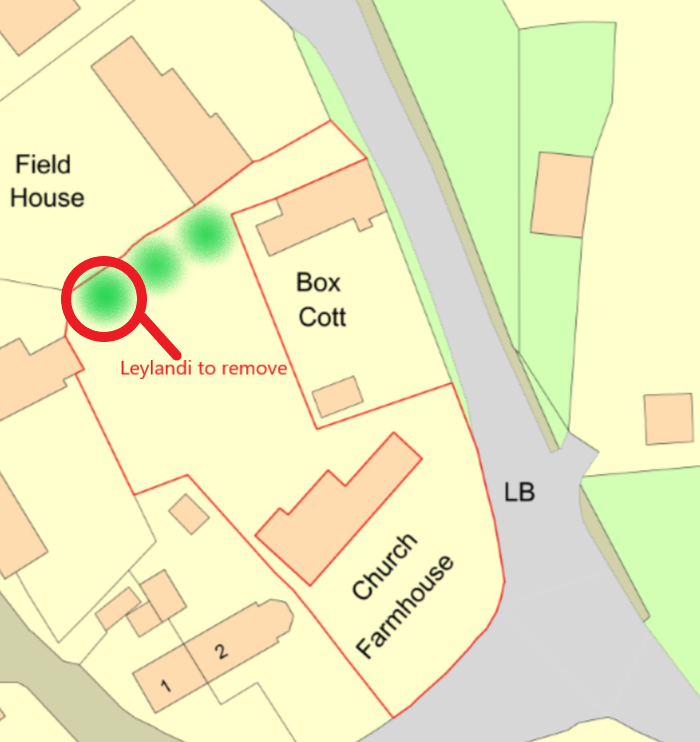 Field
House
Box
Cott
Leylandi to remove
LB
Church
Farmhouse
2
1